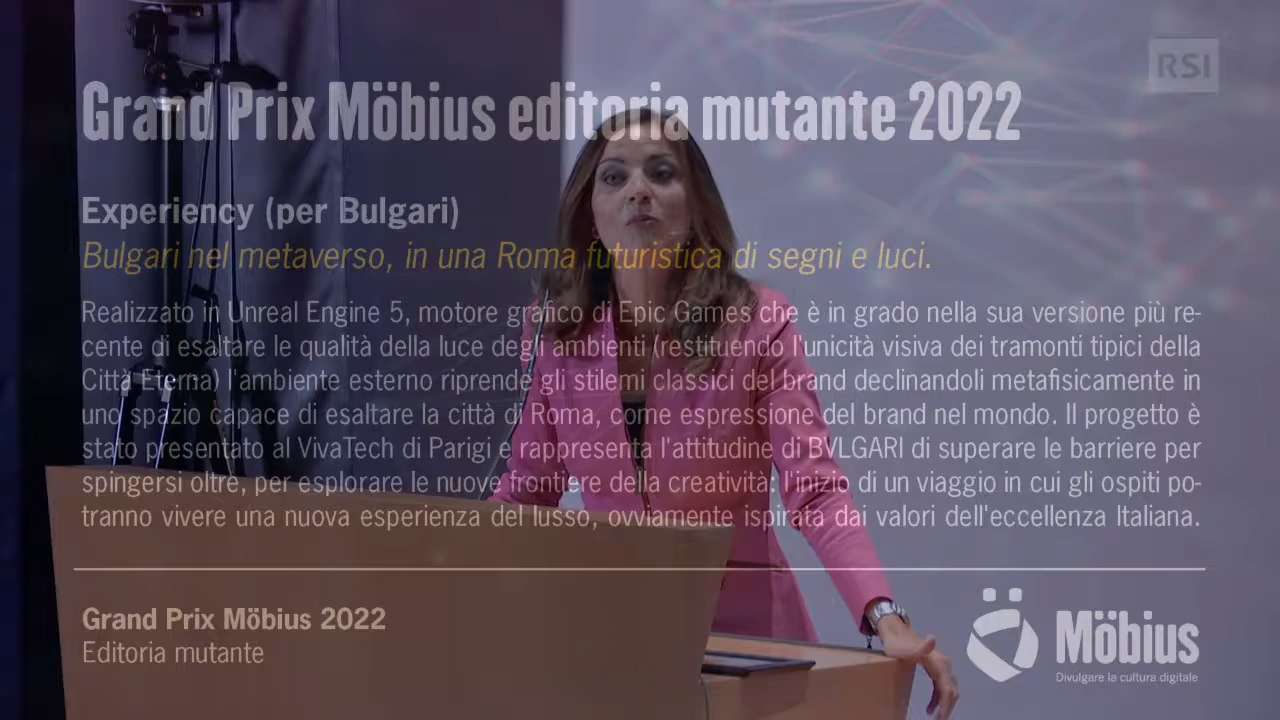 RSI
Grand Prix Möbius editoria mutante 2022
Experiency (per Bulgari)
Bulgari nel metaverso, in una Roma futuristica di segni e luci.
Realizzato in Unreal Engine 5, motore grafico di Epic Games che è in grado nella sua versione più re-
cente di esaltare le qualità della luce degli ambienti (restituendo l'unicità visiva dei tramonti tipici della
Città Eterna) l'ambiente esterno riprende gli stilemi classici del brand declinandoli metafisicamente in
uno spazio capace di esaltare la città di Roma, come espressione del brand nel mondo. Il progetto è
stato presentato al VivaTech di Parigi e rappresenta l'attitudine di BVLGARI di superare le barriere per
spingersi oltre, per esplorare le nuove frontiere della creatività: l'inizio di un viaggio in cui gli ospiti po-
tranno vivere una nuova esperienza del lusso, ovviamente ispirata dai valori dell'eccellenza Italiana.
Grand Prix Möbius 2022
Editoria mutante
Möbius
Divulgare la cultura digitale